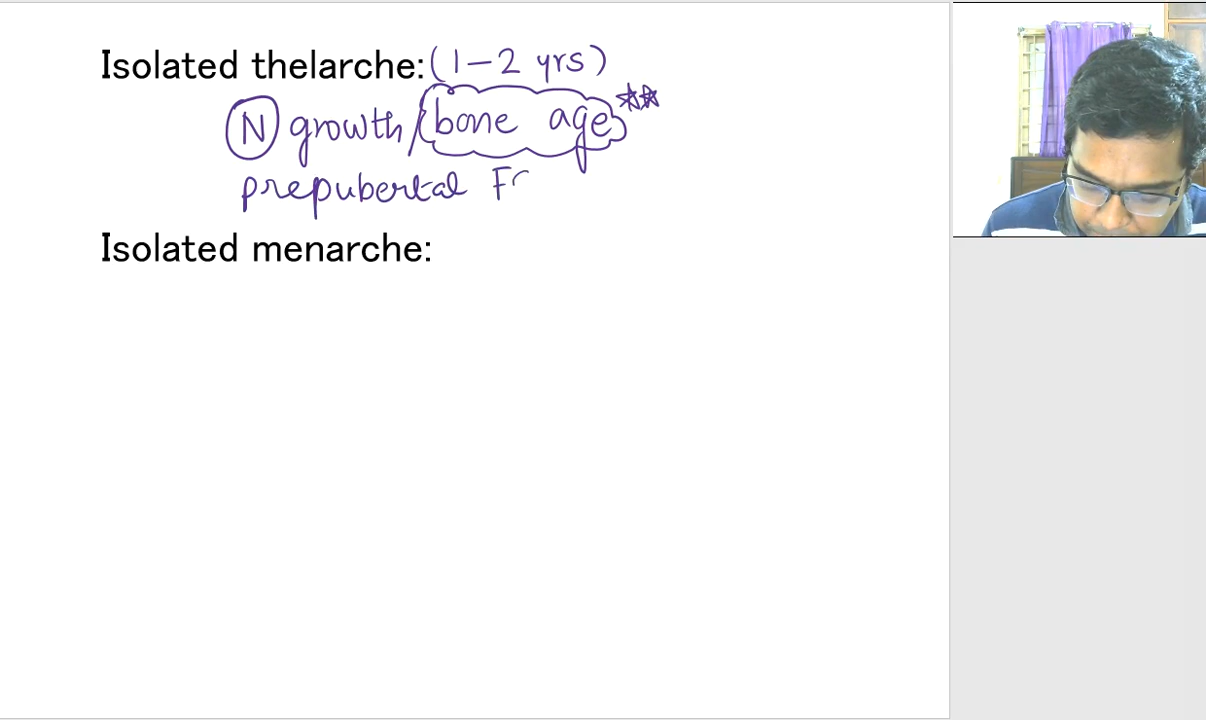 Isolated thelarche: (1-2 yrs)
N growth/bone age**
prepubertal F
Isolated menarche: